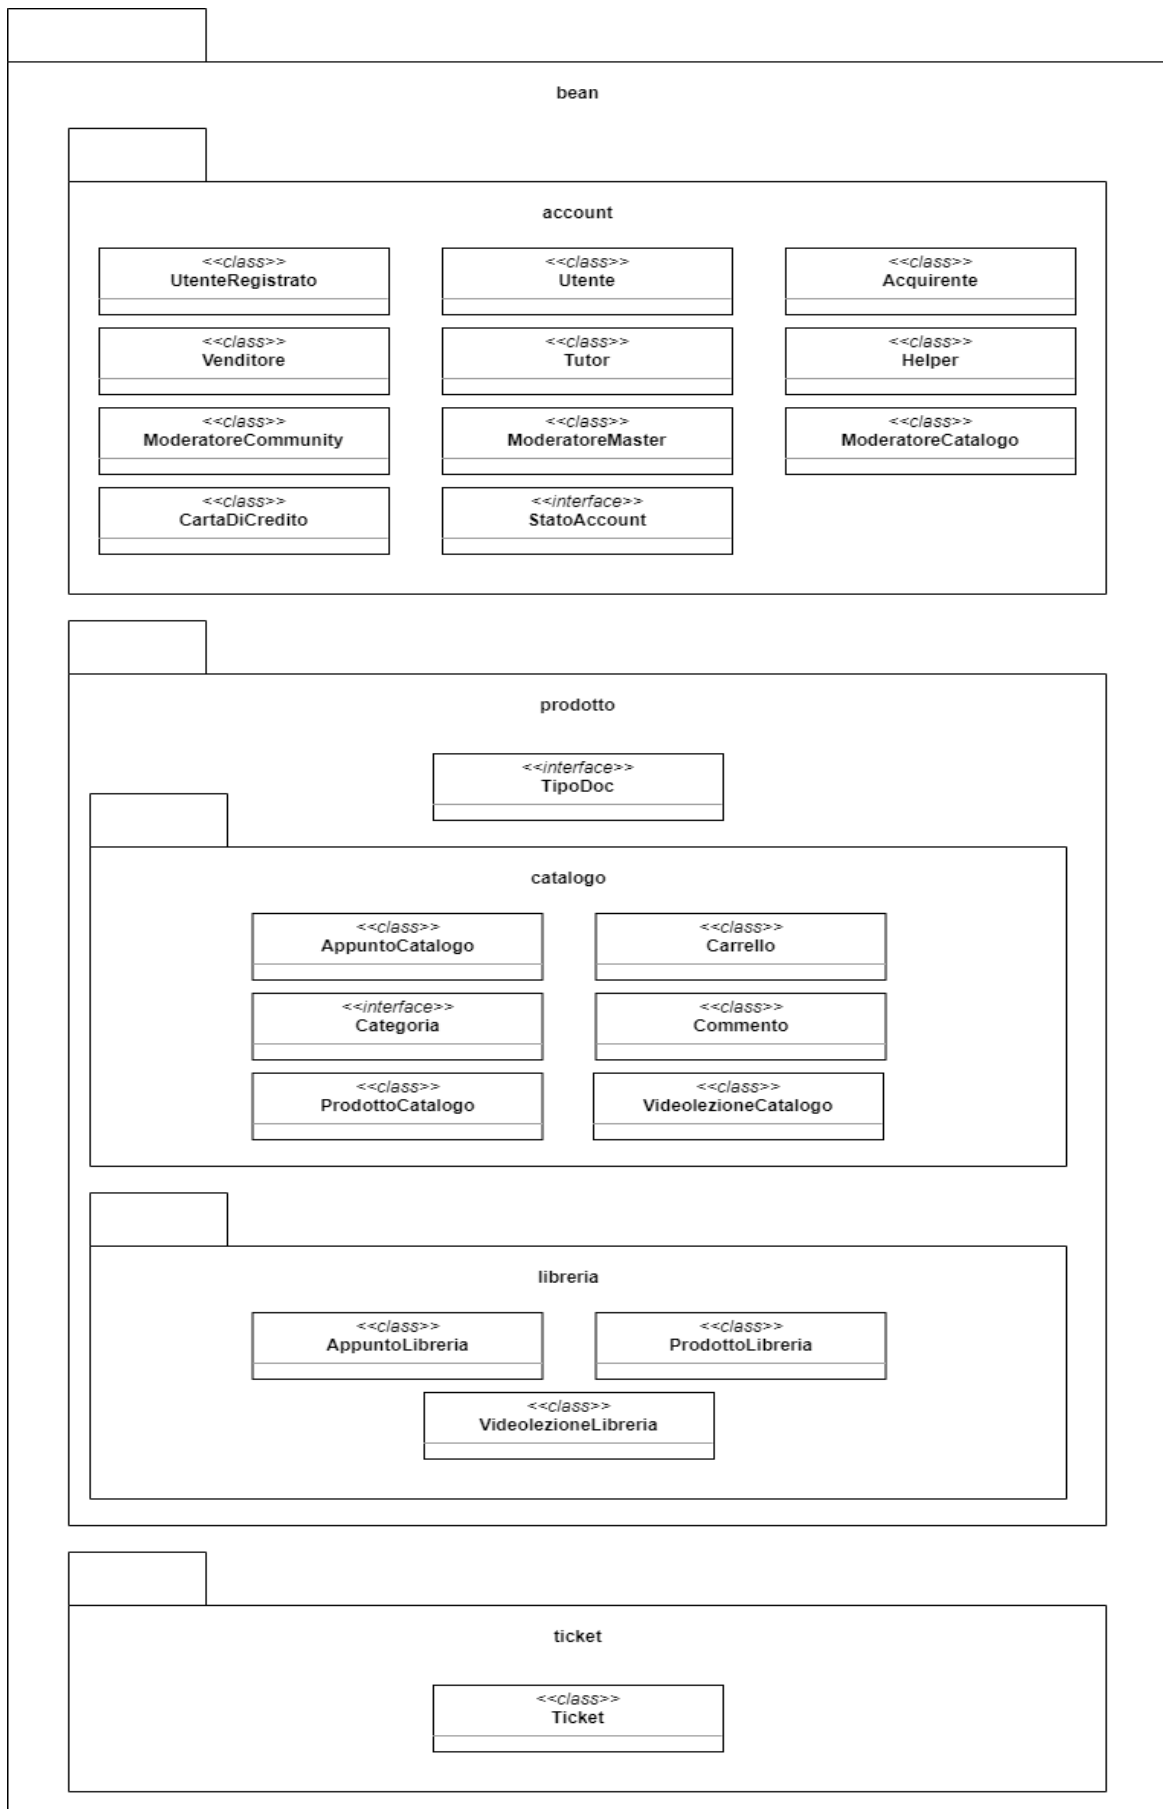 bean
account
<<class>>
UtenteRegistrato
<<class>>
Utente
<<class>>
Acquirente
<<class>>
Venditore
<<class>>
Tutor
<<class>>
Helper
<<class>>
ModeratoreCommunity
<<class>>
ModeratoreMaster
<<class>>
ModeratoreCatalogo
<<class>>
CartaDiCredito
<<interface>>
StatoAccount
prodotto
<<interface>>
TipoDoc
catalogo
<<class>>
AppuntoCatalogo
<<class>>
Carrello
<<interface>>
Categoria
<<class>>
Commento
<<class>>
ProdottoCatalogo
<<class>>
VideolezioneCatalogo
libreria
<<class>>
AppuntoLibreria
<<class>>
ProdottoLibreria
<<class>>
VideolezioneLibreria
ticket
<<class>>
Ticket